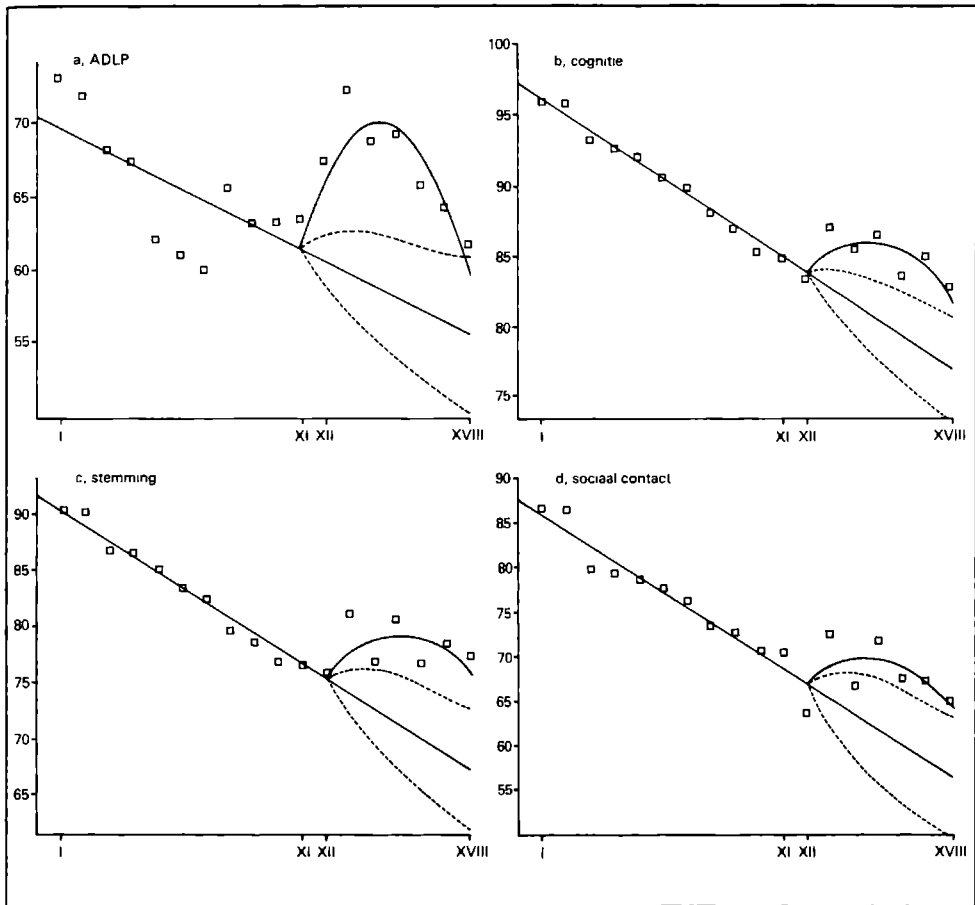 a, ADLP
70
65
60
55
I
XI XII
XVIII
b, cognitie
100
95
90
85
80
75
I
XI XII
XVIII
c, stemming
90
85
80
75
70
65
I
XI XII
XVIII
d, sociaal contact
90
85
80
75
70
65
60
55
I
XI XII
XVIII